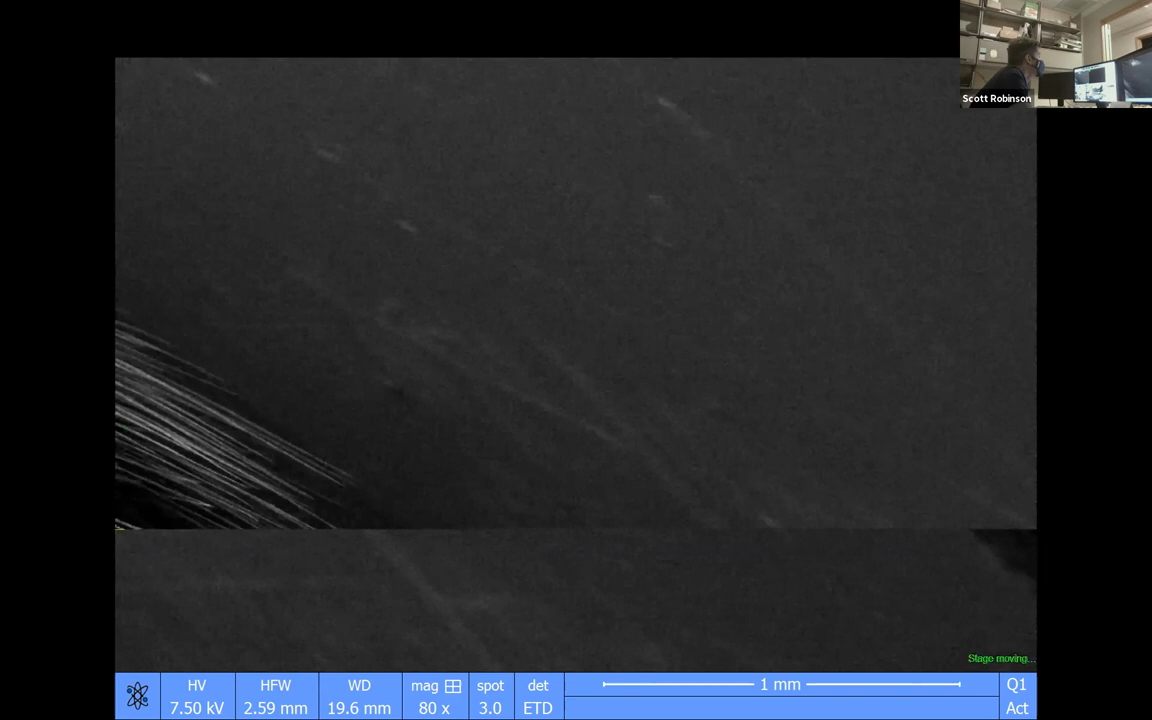 Scott Robinson
Stage moving...
HV HFW WD mag spot det 1 mm Q1
7.50 kV 2.59 mm 19.6 mm 80 x 3.0 ETD Act